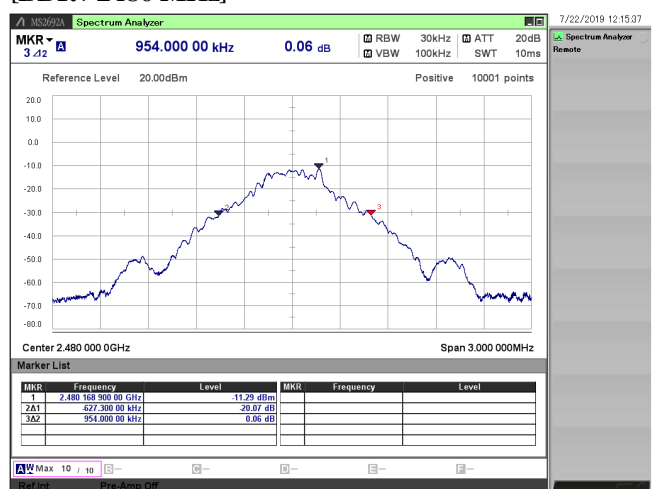 MS2692A Spectrum Analyzer
7/22/2019 12:15:37
MKR
3 Δ2
A
954.000 00 kHz
0.06 dB
M RBW 30kHz
M VBW 100kHz
M ATT 20dB
SWT 10ms
Spectrum Analyzer
Remote
Reference Level 20.00dBm
Positive 10001 points
20.0
10.0
0.0
-10.0
-20.0
-30.0
-40.0
-50.0
-60.0
-70.0
-80.0
1
2
3
Center 2.480 000 0GHz
Span 3.000 000MHz
Marker List
MKR Frequency Level MKR Frequency Level
1 2.480 168 900 00 GHz -11.29 dBm
2Δ1 -627.300 00 kHz -20.07 dB
3Δ2 954.000 00 kHz 0.06 dB
A W Max 10 / 10 B— C— D— E— F—
Ref.Int Pre-Amp Off